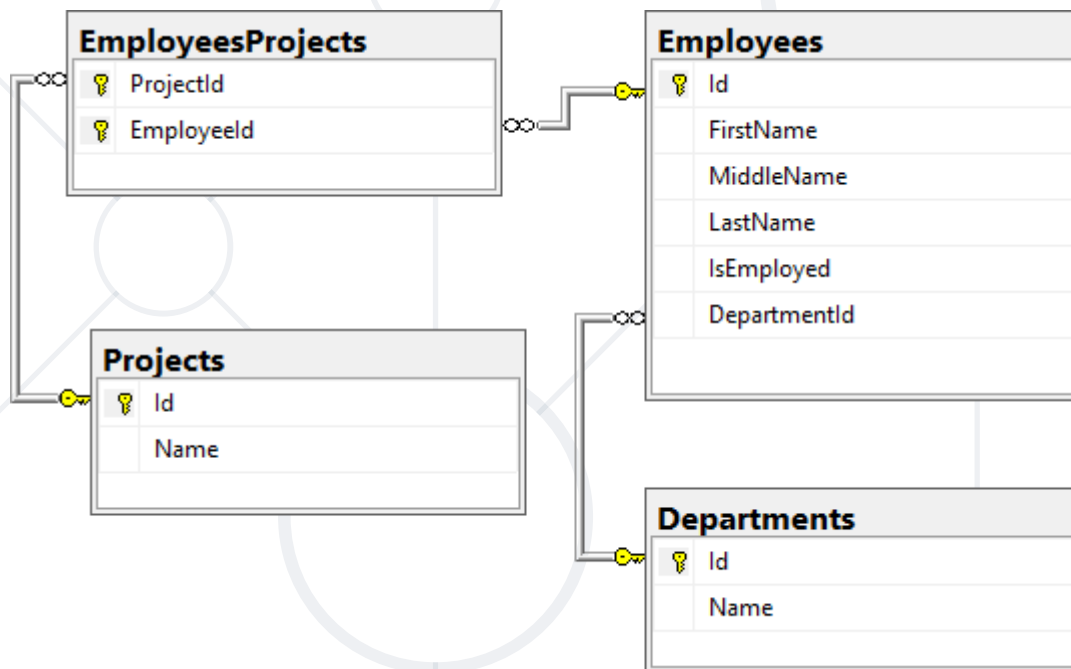 EmployeesProjects
ProjectId
EmployeeId
Projects
Id
Name
Employees
Id
FirstName
MiddleName
LastName
IsEmployed
DepartmentId
Departments
Id
Name